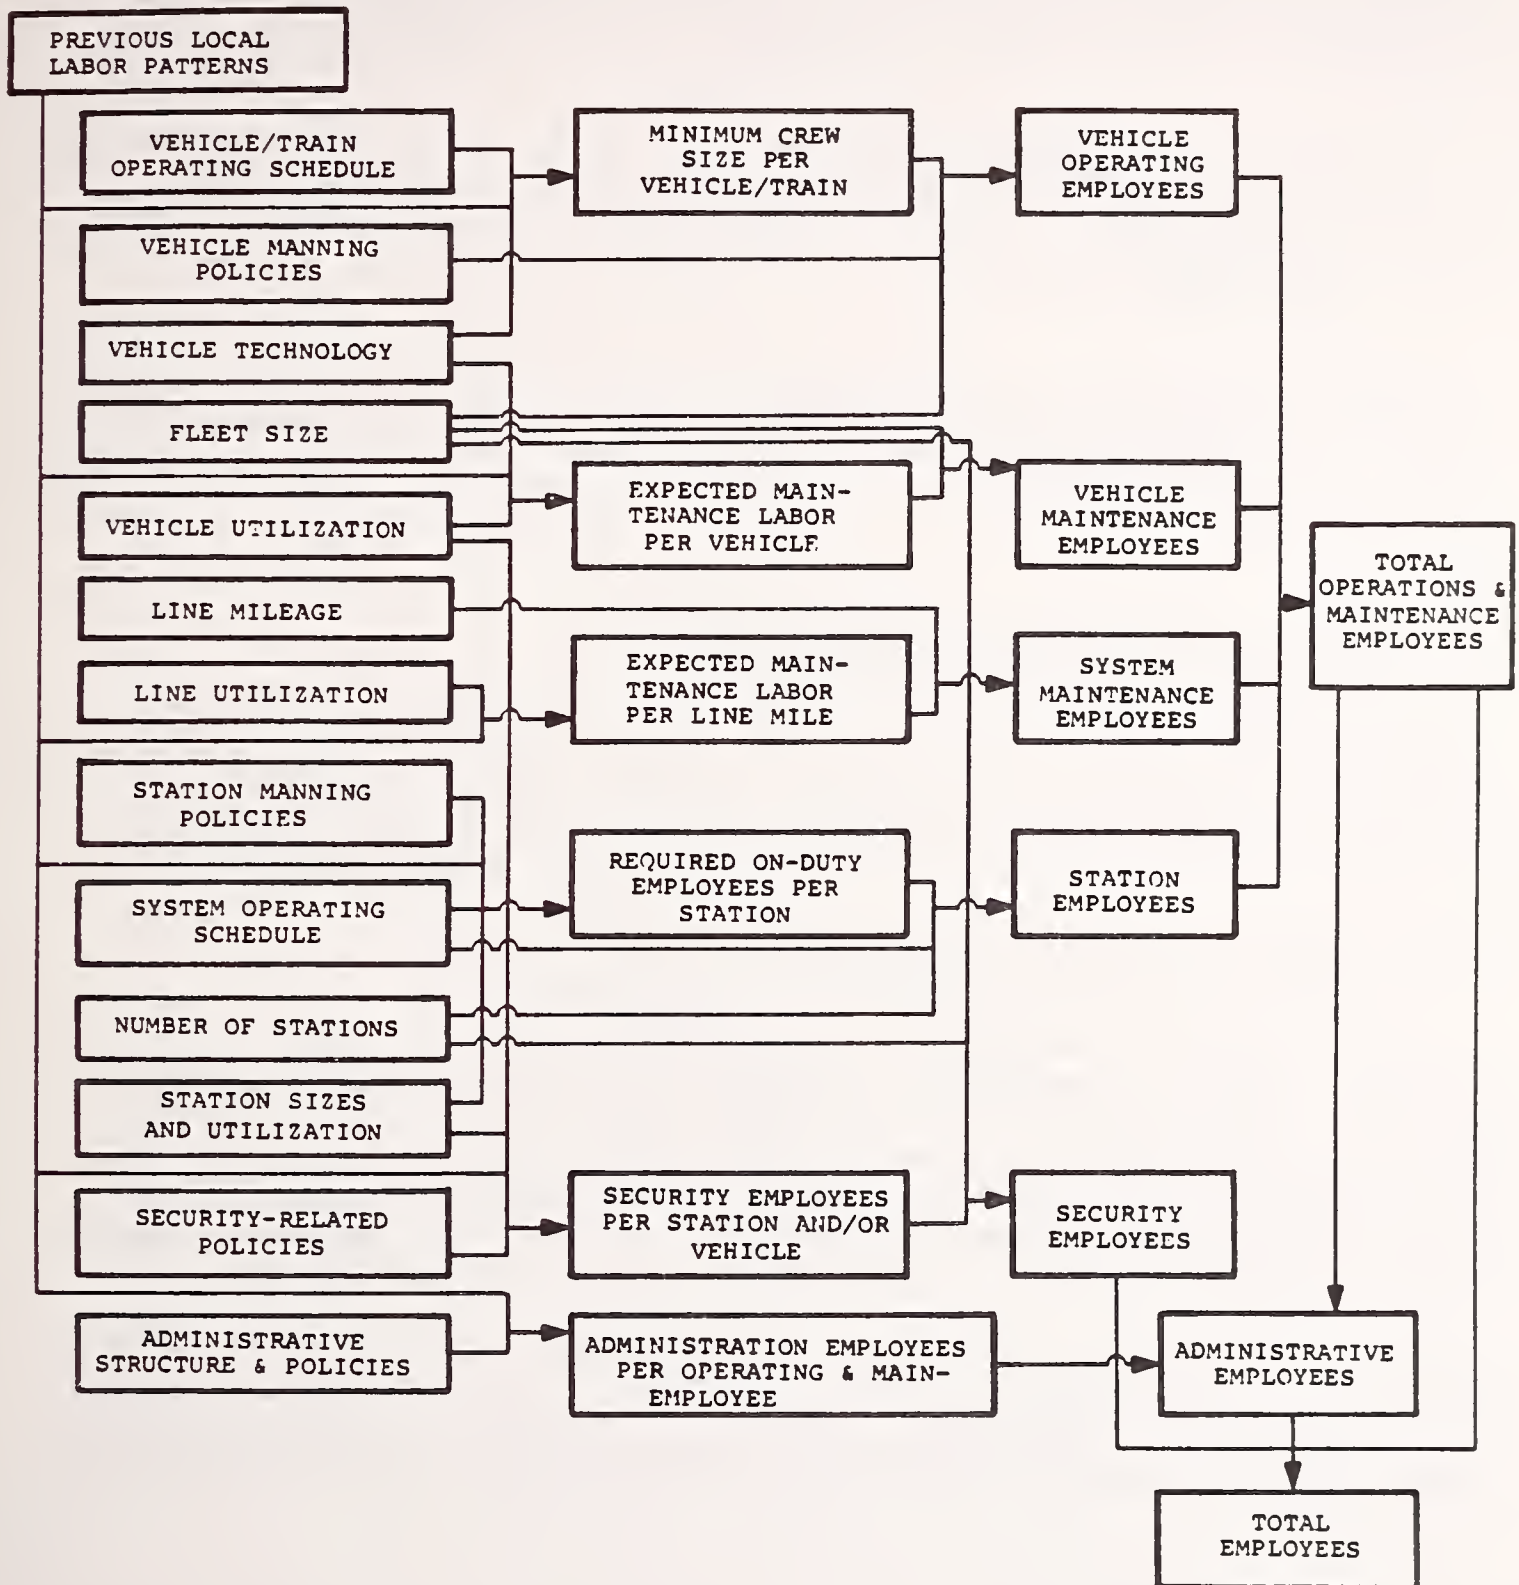 PREVIOUS LOCAL
LABOR PATTERNS
VEHICLE/TRAIN
OPERATING SCHEDULE
VEHICLE MANNING
POLICIES
VEHICLE TECHNOLOGY
FLEET SIZE
VEHICLE UTILIZATION
LINE MILEAGE
LINE UTILIZATION
STATION MANNING
POLICIES
SYSTEM OPERATING
SCHEDULE
NUMBER OF STATIONS
STATION SIZES
AND UTILIZATION
SECURITY-RELATED
POLICIES
ADMINISTRATIVE
STRUCTURE & POLICIES
MINIMUM CREW
SIZE PER
VEHICLE/TRAIN
EXPECTED MAIN-
TENANCE LABOR
PER VEHICLE
EXPECTED MAIN-
TENANCE LABOR
PER LINE MILE
REQUIRED ON-DUTY
EMPLOYEES PER
STATION
SECURITY EMPLOYEES
PER STATION AND/OR
VEHICLE
ADMINISTRATION EMPLOYEES
PER OPERATING & MAIN-
EMPLOYEE
VEHICLE
OPERATING
EMPLOYEES
VEHICLE
MAINTENANCE
EMPLOYEES
SYSTEM
MAINTENANCE
EMPLOYEES
STATION
EMPLOYEES
SECURITY
EMPLOYEES
TOTAL
OPERATIONS &
MAINTENANCE
EMPLOYEES
ADMINISTRATIVE
EMPLOYEES
TOTAL
EMPLOYEES